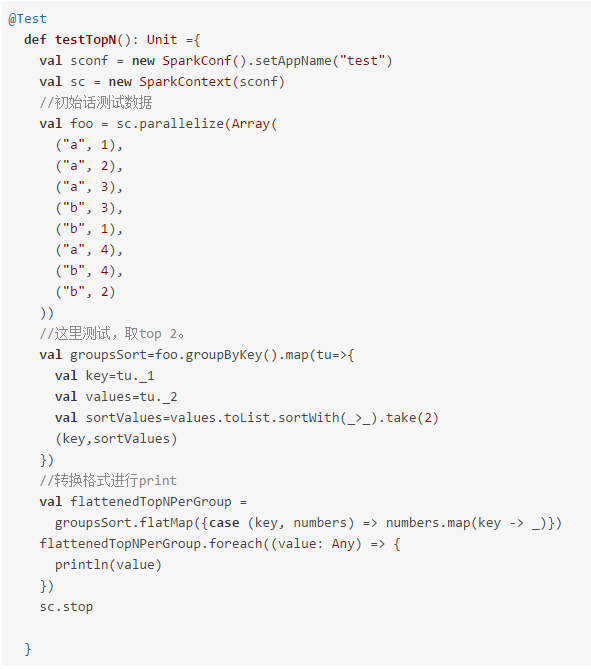 @Test
  def testTopN(): Unit ={
    val sconf = new SparkConf().setAppName("test")
    val sc = new SparkContext(sconf)
    //初始话测试数据
    val foo = sc.parallelize(Array(
      ("a", 1),
      ("a", 2),
      ("a", 3),
      ("b", 3),
      ("b", 1),
      ("a", 4),
      ("b", 4),
      ("b", 2)
    ))
    //这里测试，取top 2。
    val groupsSort=foo.groupByKey().map(tu=>{
      val key=tu._1
      val values=tu._2
      val sortValues=values.toList.sortWith(_>_).take(2)
      (key,sortValues)
    })
    //转换格式进行print
    val flattenedTopNPerGroup =
      groupsSort.flatMap({case (key, numbers) => numbers.map(key -> _)})
    flattenedTopNPerGroup.foreach((value: Any) => {
      println(value)
    })
    sc.stop
  }